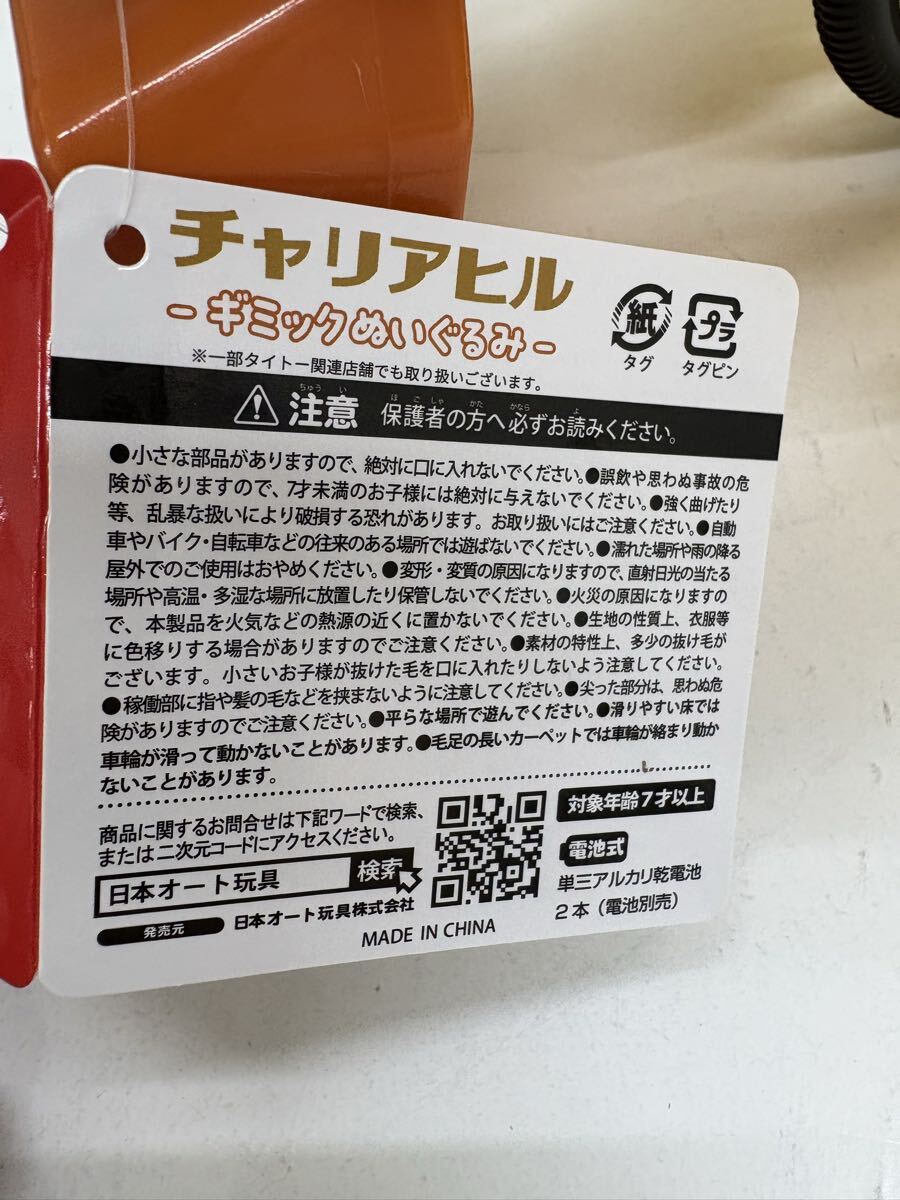 チャリアヒル
-ギミックぬいぐるみ-
※一部タイトー関連店舗でも取り扱いございます。
紙
タグ
プラ
タグピン
ちゅう い
注意
ほ ご しゃ かた かなら よ
保護者の方へ必ずお読みください。
●小さな部品がありますので、絶対に口に入れないでください。●誤飲や思わぬ事故の危
険がありますので、7才未満のお子様には絶対に与えないでください。●強く曲げたり
等、乱暴な扱いにより破損する恐れがあります。お取り扱いにはご注意ください。●自動
車やバイク・自転車などの往来のある場所では遊ばないでください。●濡れた場所や雨の降る
屋外でのご使用はおやめください。●変形・変質の原因になりますので、直射日光の当たる
場所や高温・多湿な場所に放置したり保管しないでください。●火災の原因になりますの
で、本製品を火気などの熱源の近くに置かないでください。●生地の性質上、衣服等
に色移りする場合がありますのでご注意ください。●素材の特性上、多少の抜け毛が
ございます。小さいお子様が抜けた毛を口に入れたりしないよう注意してください。
●稼働部に指や髪の毛などを挟まないように注意してください。●尖った部分は、思わぬ危
険がありますのでご注意ください。●平らな場所で遊んでください。●滑りやすい床では
車輪が滑って動かないことがあります。●毛足の長いカーペットでは車輪が絡まり動か
ないことがあります。
商品に関するお問合せは下記ワードで検索、
または二次元コードにアクセスください。
日本オート玩具 検索
発売元 日本オート玩具株式会社
MADE IN CHINA
対象年齢7才以上
電池式
単三アルカリ乾電池
2本（電池別売）